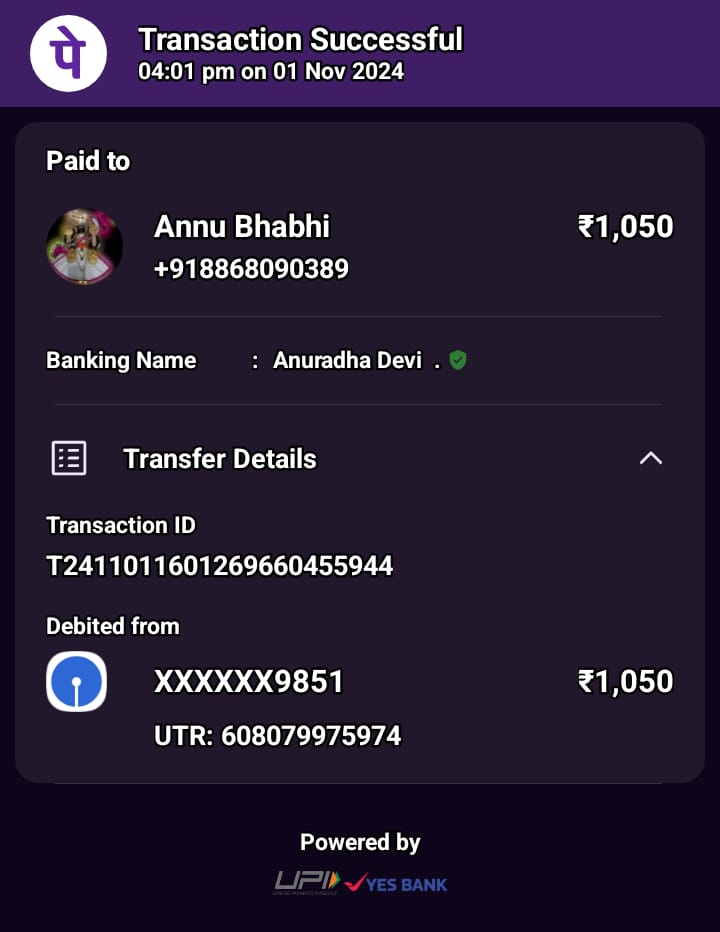 पे
Transaction Successful
04:01 pm on 01 Nov 2024
Paid to
Annu Bhabhi ₹1,050
+918868090389
Banking Name : Anuradha Devi .
Transfer Details
Transaction ID
T2411011601269660455944
Debited from
XXXXXX9851 ₹1,050
UTR: 608079975974
Powered by
UPI YES BANK